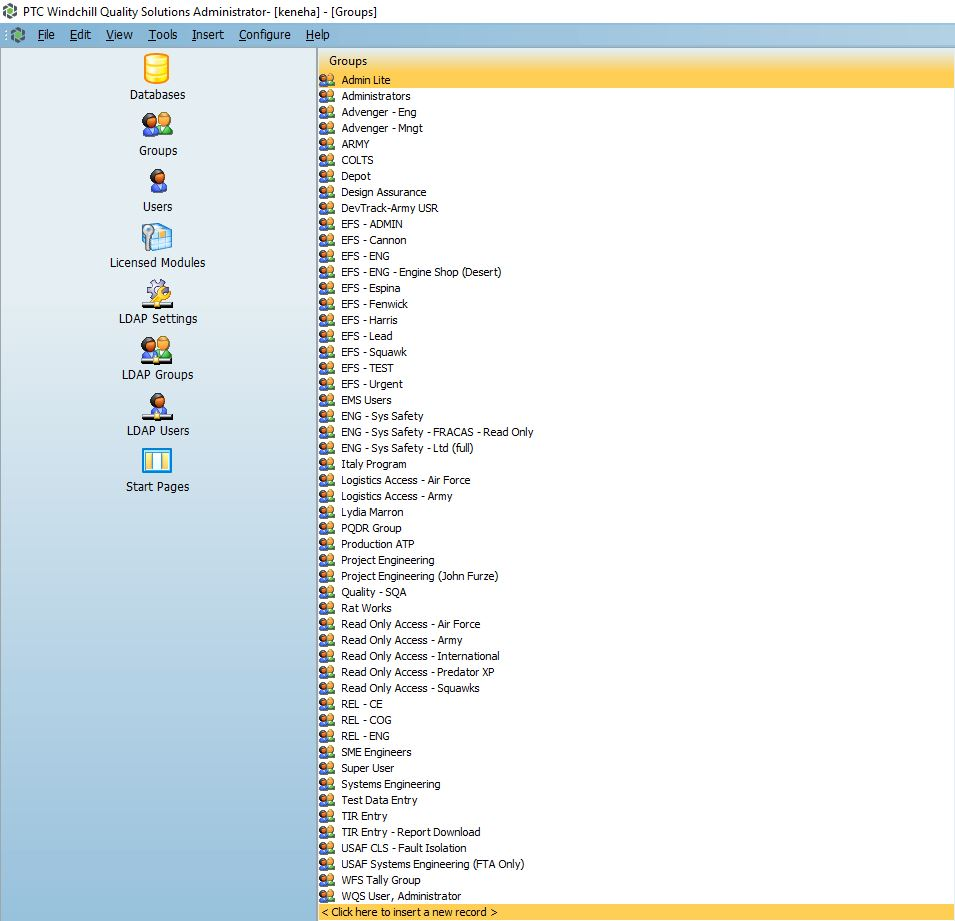 PTC Windchill Quality Solutions Administrator- [keneha] - [Groups]
File Edit View Tools Insert Configure Help
Databases
Groups
Users
Licensed Modules
LDAP Settings
LDAP Groups
LDAP Users
Start Pages
Groups
Admin Lite
Administrators
Advenger - Eng
Advenger - Mngt
ARMY
COLTS
Depot
Design Assurance
DevTrack-Army USR
EFS - ADMIN
EFS - Cannon
EFS - ENG
EFS - ENG - Engine Shop (Desert)
EFS - Espina
EFS - Fenwick
EFS - Harris
EFS - Lead
EFS - Squawk
EFS - TEST
EFS - Urgent
EMS Users
ENG - Sys Safety
ENG - Sys Safety - FRACAS - Read Only
ENG - Sys Safety - Ltd (full)
Italy Program
Logistics Access - Air Force
Logistics Access - Army
Lydia Marron
PQDR Group
Production ATP
Project Engineering
Project Engineering (John Furze)
Quality - SQA
Rat Works
Read Only Access - Air Force
Read Only Access - Army
Read Only Access - International
Read Only Access - Predator XP
Read Only Access - Squawks
REL - CE
REL - COG
REL - ENG
SME Engineers
Super User
Systems Engineering
Test Data Entry
TIR Entry
TIR Entry - Report Download
USAF CLS - Fault Isolation
USAF Systems Engineering (FTA Only)
WFS Tally Group
WQS User, Administrator
< Click here to insert a new record >